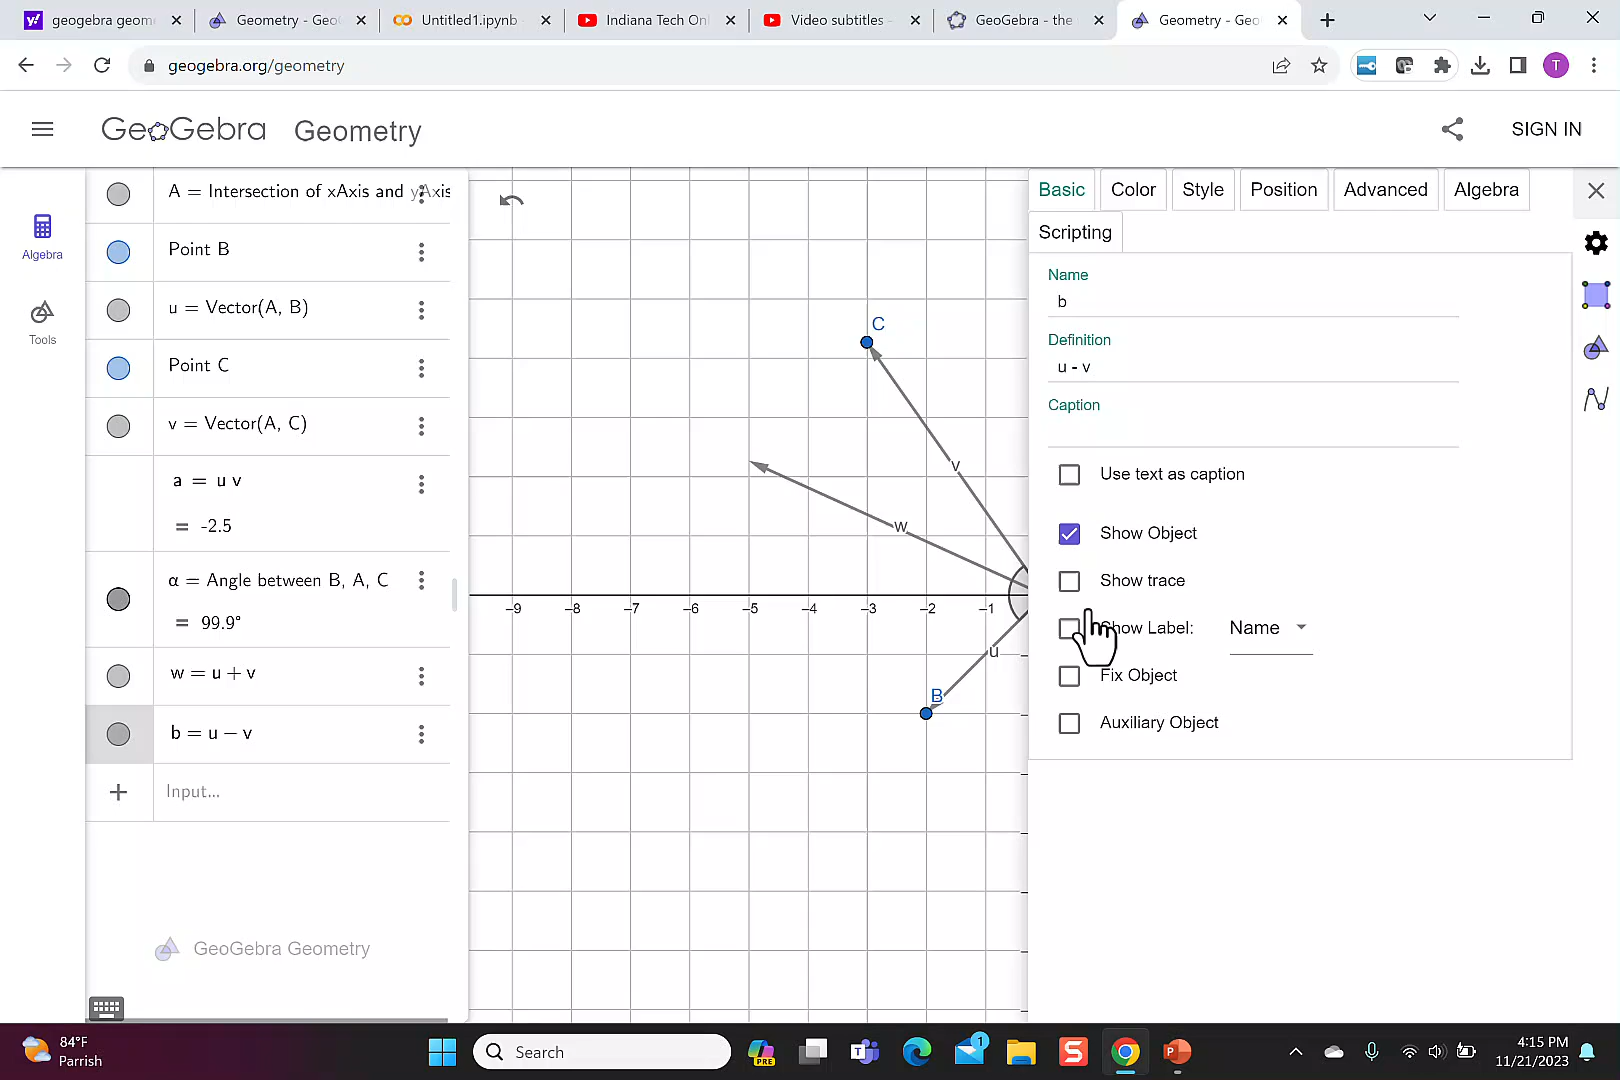 geogebra geom
Geometry - Geo
Untitled1.ipynb
Indiana Tech Onl
Video subtitles -
GeoGebra - the
Geometry - Geo
geogebra.org/geometry
T
GeoGebra Geometry
SIGN IN
Algebra
Tools
A = Intersection of xAxis and yAxis
Point B
u = Vector(A, B)
Point C
v = Vector(A, C)
a = u v
= -2.5
α = Angle between B, A, C
= 99.9°
w = u + v
b = u − v
+ Input...
GeoGebra Geometry
C
v
w
-9 -8 -7 -6 -5 -4 -3 -2 -1
u
B
Basic Color Style Position Advanced Algebra
Scripting
Name
b
Definition
u - v
Caption
Use text as caption
Show Object
Show trace
Show Label: Name
Fix Object
Auxiliary Object
84°F
Parrish
Search
PRE
1
4:15 PM
11/21/2023